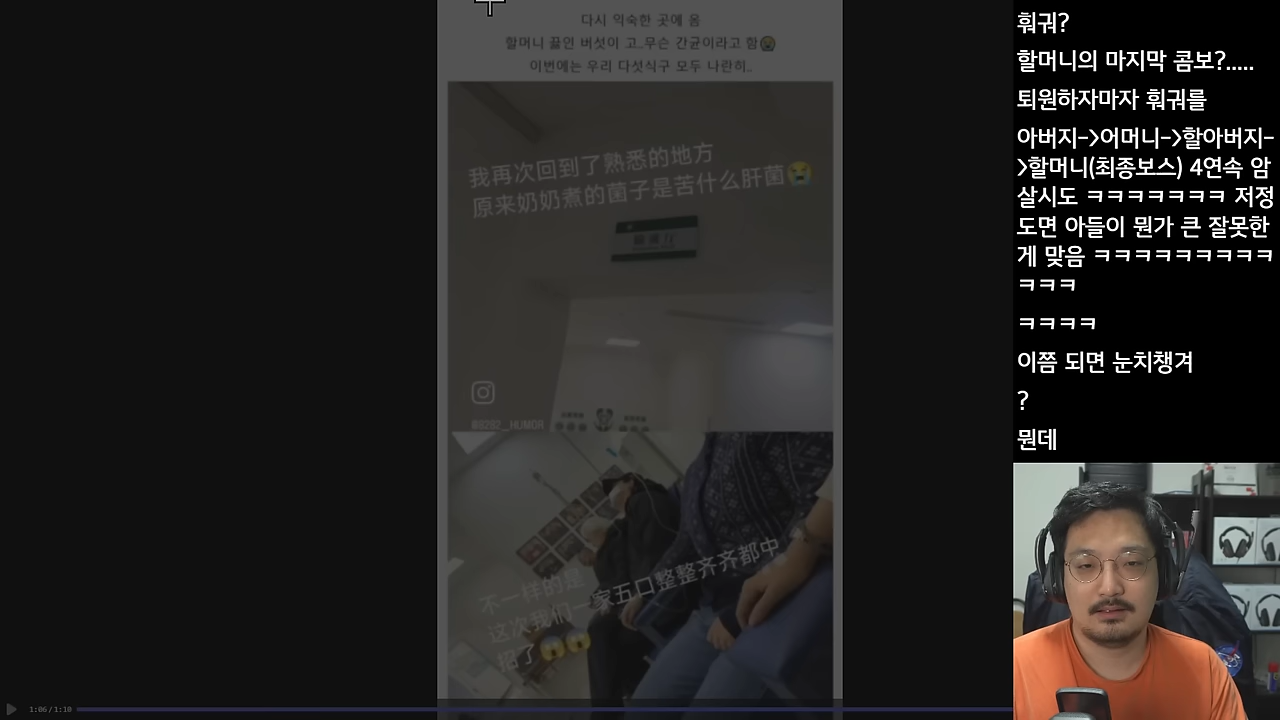 다시 익숙한 곳에 옴
할머니 끓인 버섯이 고..무슨 간균이라고 함😭
이번에는 우리 다섯식구 모두 나란히..
我再次回到了熟悉的地方
原来奶奶煮的菌子是苦什么肝菌😭
不一样的是
这次我们一家五口整整齐齐都中
招了😱😱
1:06/1:10
훠궈?
할머니의 마지막 콤보?.....
퇴원하자마자 훠궈를
아버지->어머니->할아버지-
>할머니(최종보스) 4연속 암
살시도 ㅋㅋㅋㅋㅋㅋㅋ 저정
도면 아들이 뭔가 큰 잘못한
게 맞음 ㅋㅋㅋㅋㅋㅋㅋㅋㅋ
ㅋㅋㅋ
ㅋㅋㅋㅋ
이쯤 되면 눈치챙겨
?
뭔데